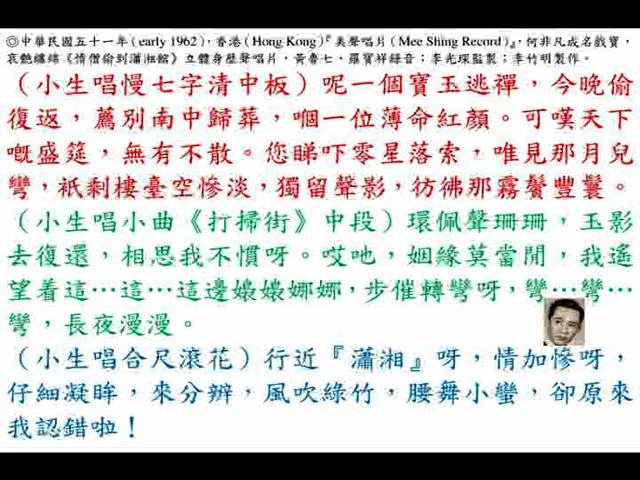 ◎中華民國五十一年(early 1962)，香港(Hong Kong)『美聲唱片(Mee Shing Record)』，何非凡成名戲寶，
哀艷纏綿《情僧偷到瀟湘館》立體身歷聲唱片，黃魯七、羅寶祥錄音；李光琛監製；李竹明製作。
（小生唱慢七字清中板）呢一個寶玉逃禪，今晚偷
復返，薦別南中歸葬，嗰一位薄命紅顏。可嘆天下
嘅盛筵，無有不散。您睇吓零星落索，唯見那月兒
彎，祇剩樓臺空慘淡，獨留聲影，彷彿那霧鬢豐鬟。
（小生唱小曲《打掃街》中段）環佩聲珊珊，玉影
去復還，相思我不慣呀。哎吔，姻緣莫當閒，我遙
望着這…這…這邊嬝嬝娜娜，步催轉彎呀，彎…彎…
彎，長夜漫漫。
（小生唱合尺滾花）行近『瀟湘』呀，情加慘呀，
仔細凝眸，來分辨，風吹綠竹，腰舞小蠻，卻原來
我認錯啦！